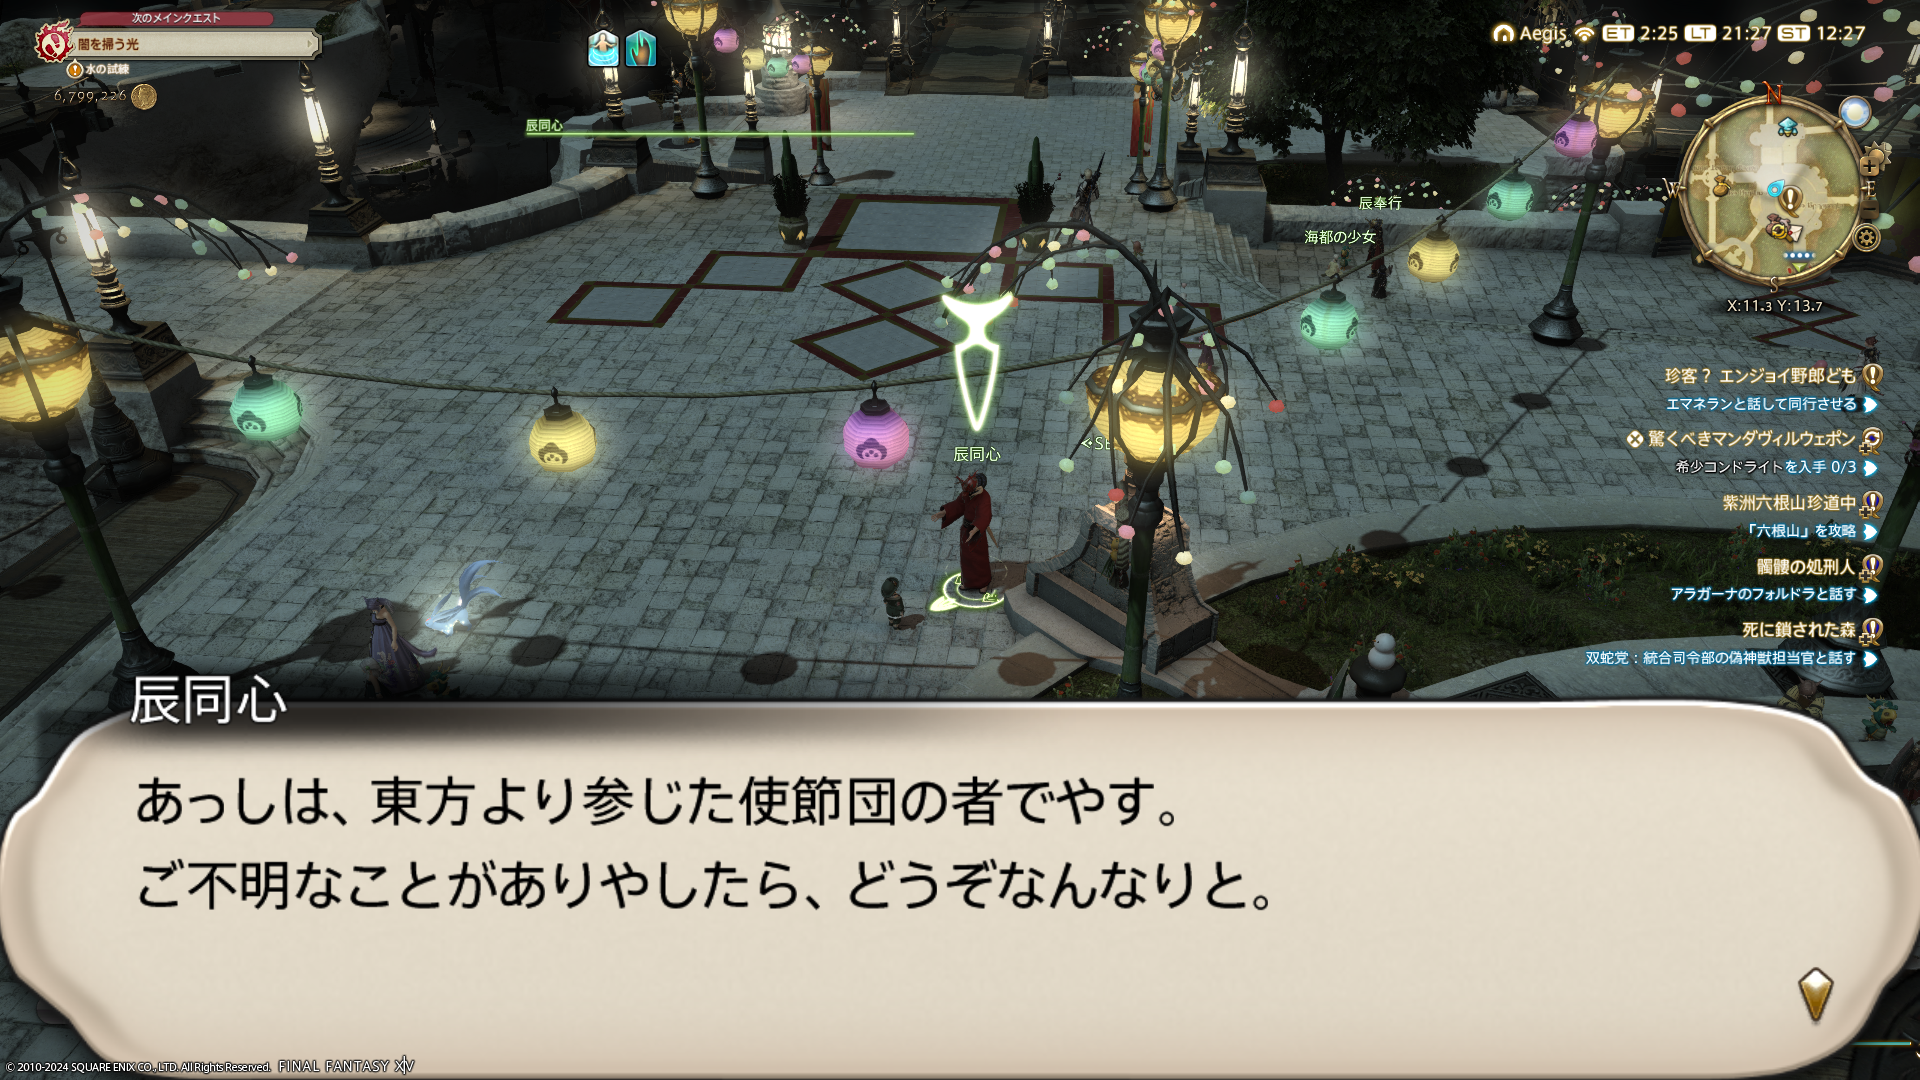 次のメインクエスト
闇を掃う光
水の試練
6,799,226
Aegis ET 2:25 LT 21:27 ST 12:27
辰同心
N
W
E
S
X:11.3 Y:13.7
辰奉行
海都の少女
辰同心
珍客？ エンジョイ野郎ども
エマネランと話して同行させる
驚くべきマンダヴィルウェポン
希少コンドライトを入手 0/3
紫洲六根山珍道中
「六根山」を攻略
髑髏の処刑人
アラガーナのフォルドラと話す
死に鎖された森
双蛇党：統合司令部の偽神獣担当官と話す
辰同心
あっしは、東方より参じた使節団の者でやす。
ご不明なことがありやしたら、どうぞなんなりと。
© 2010-2024 SQUARE ENIX CO., LTD. All Rights Reserved. FINAL FANTASY XIV